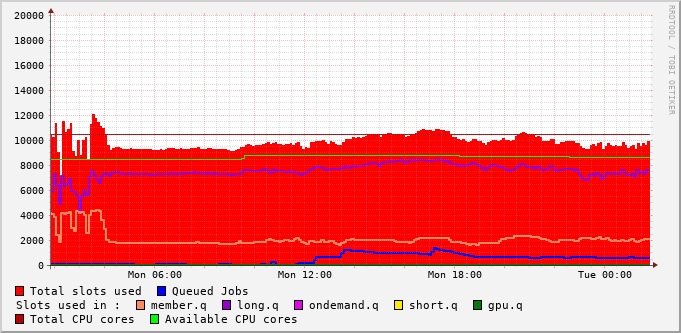 20000
18000
16000
14000
12000
10000
8000
6000
4000
2000
0
Mon 06:00 Mon 12:00 Mon 18:00 Tue 00:00
Total slots used Queued Jobs
Slots used in : member.q long.q ondemand.q short.q gpu.q
Total CPU cores Available CPU cores
RRDTOOL / TOBI OETIKER